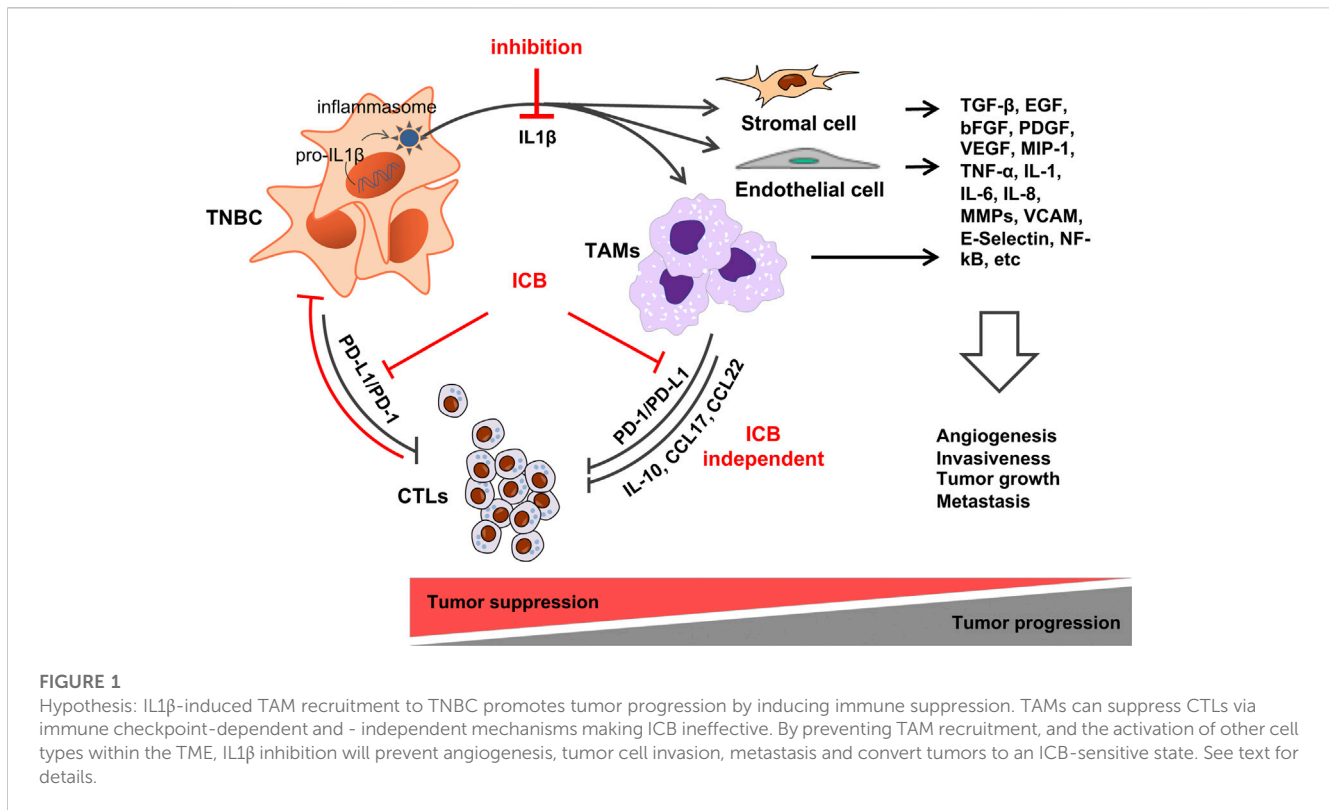 inhibition
inflammasome
pro-IL1β
IL1β
TNBC
Stromal cell
Endothelial cell
TAMs
TGF-β, EGF,
bFGF, PDGF,
VEGF, MIP-1,
TNF-α, IL-1,
IL-6, IL-8,
MMPs, VCAM,
E-Selectin, NF-
kB, etc
ICB
PD-L1/PD-1
PD-1/PD-L1
IL-10, CCL17, CCL22
ICB
independent
CTLs
Angiogenesis
Invasiveness
Tumor growth
Metastasis
Tumor suppression
Tumor progression
FIGURE 1
Hypothesis: IL1β-induced TAM recruitment to TNBC promotes tumor progression by inducing immune suppression. TAMs can suppress CTLs via
immune checkpoint-dependent and - independent mechanisms making ICB ineffective. By preventing TAM recruitment, and the activation of other cell
types within the TME, IL1β inhibition will prevent angiogenesis, tumor cell invasion, metastasis and convert tumors to an ICB-sensitive state. See text for
details.